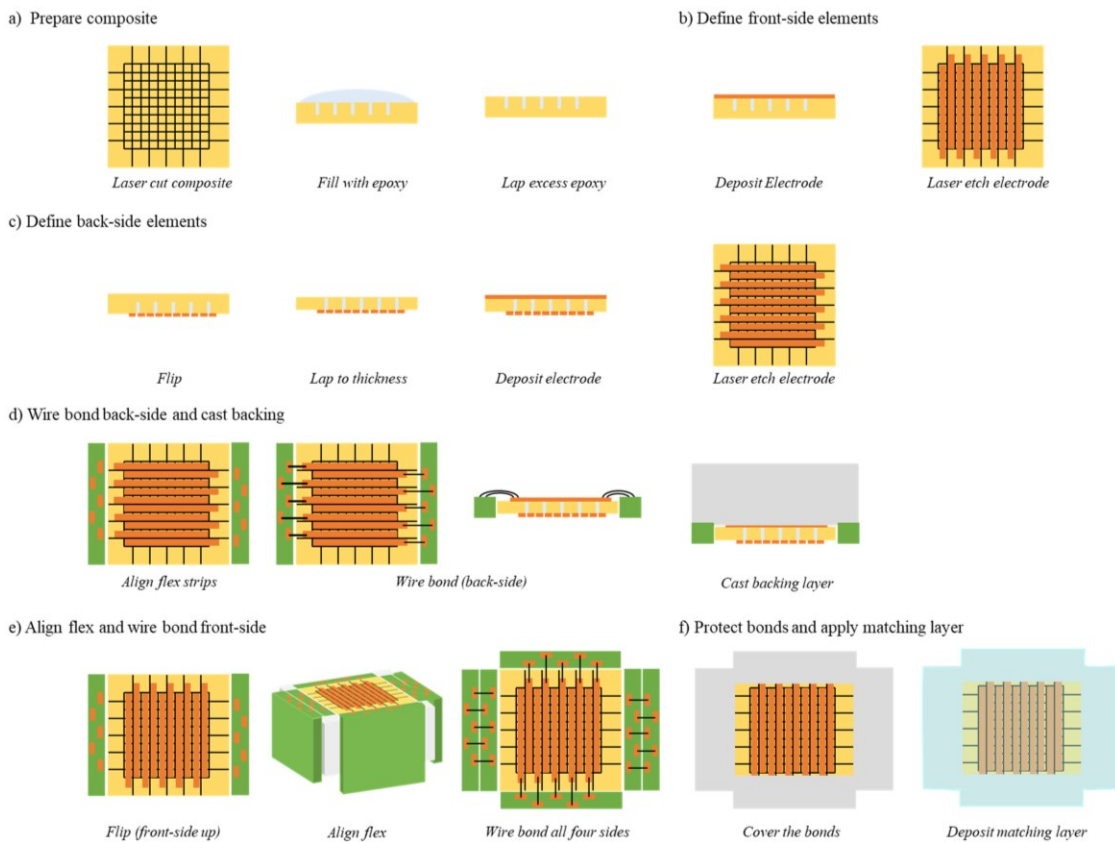 a) Prepare composite
b) Define front-side elements
Laser cut composite
Fill with epoxy
Lap excess epoxy
Deposit Electrode
Laser etch electrode
c) Define back-side elements
Flip
Lap to thickness
Deposit electrode
Laser etch electrode
d) Wire bond back-side and cast backing
Align flex strips
Wire bond (back-side)
Cast backing layer
e) Align flex and wire bond front-side
f) Protect bonds and apply matching layer
Flip (front-side up)
Align flex
Wire bond all four sides
Cover the bonds
Deposit matching layer